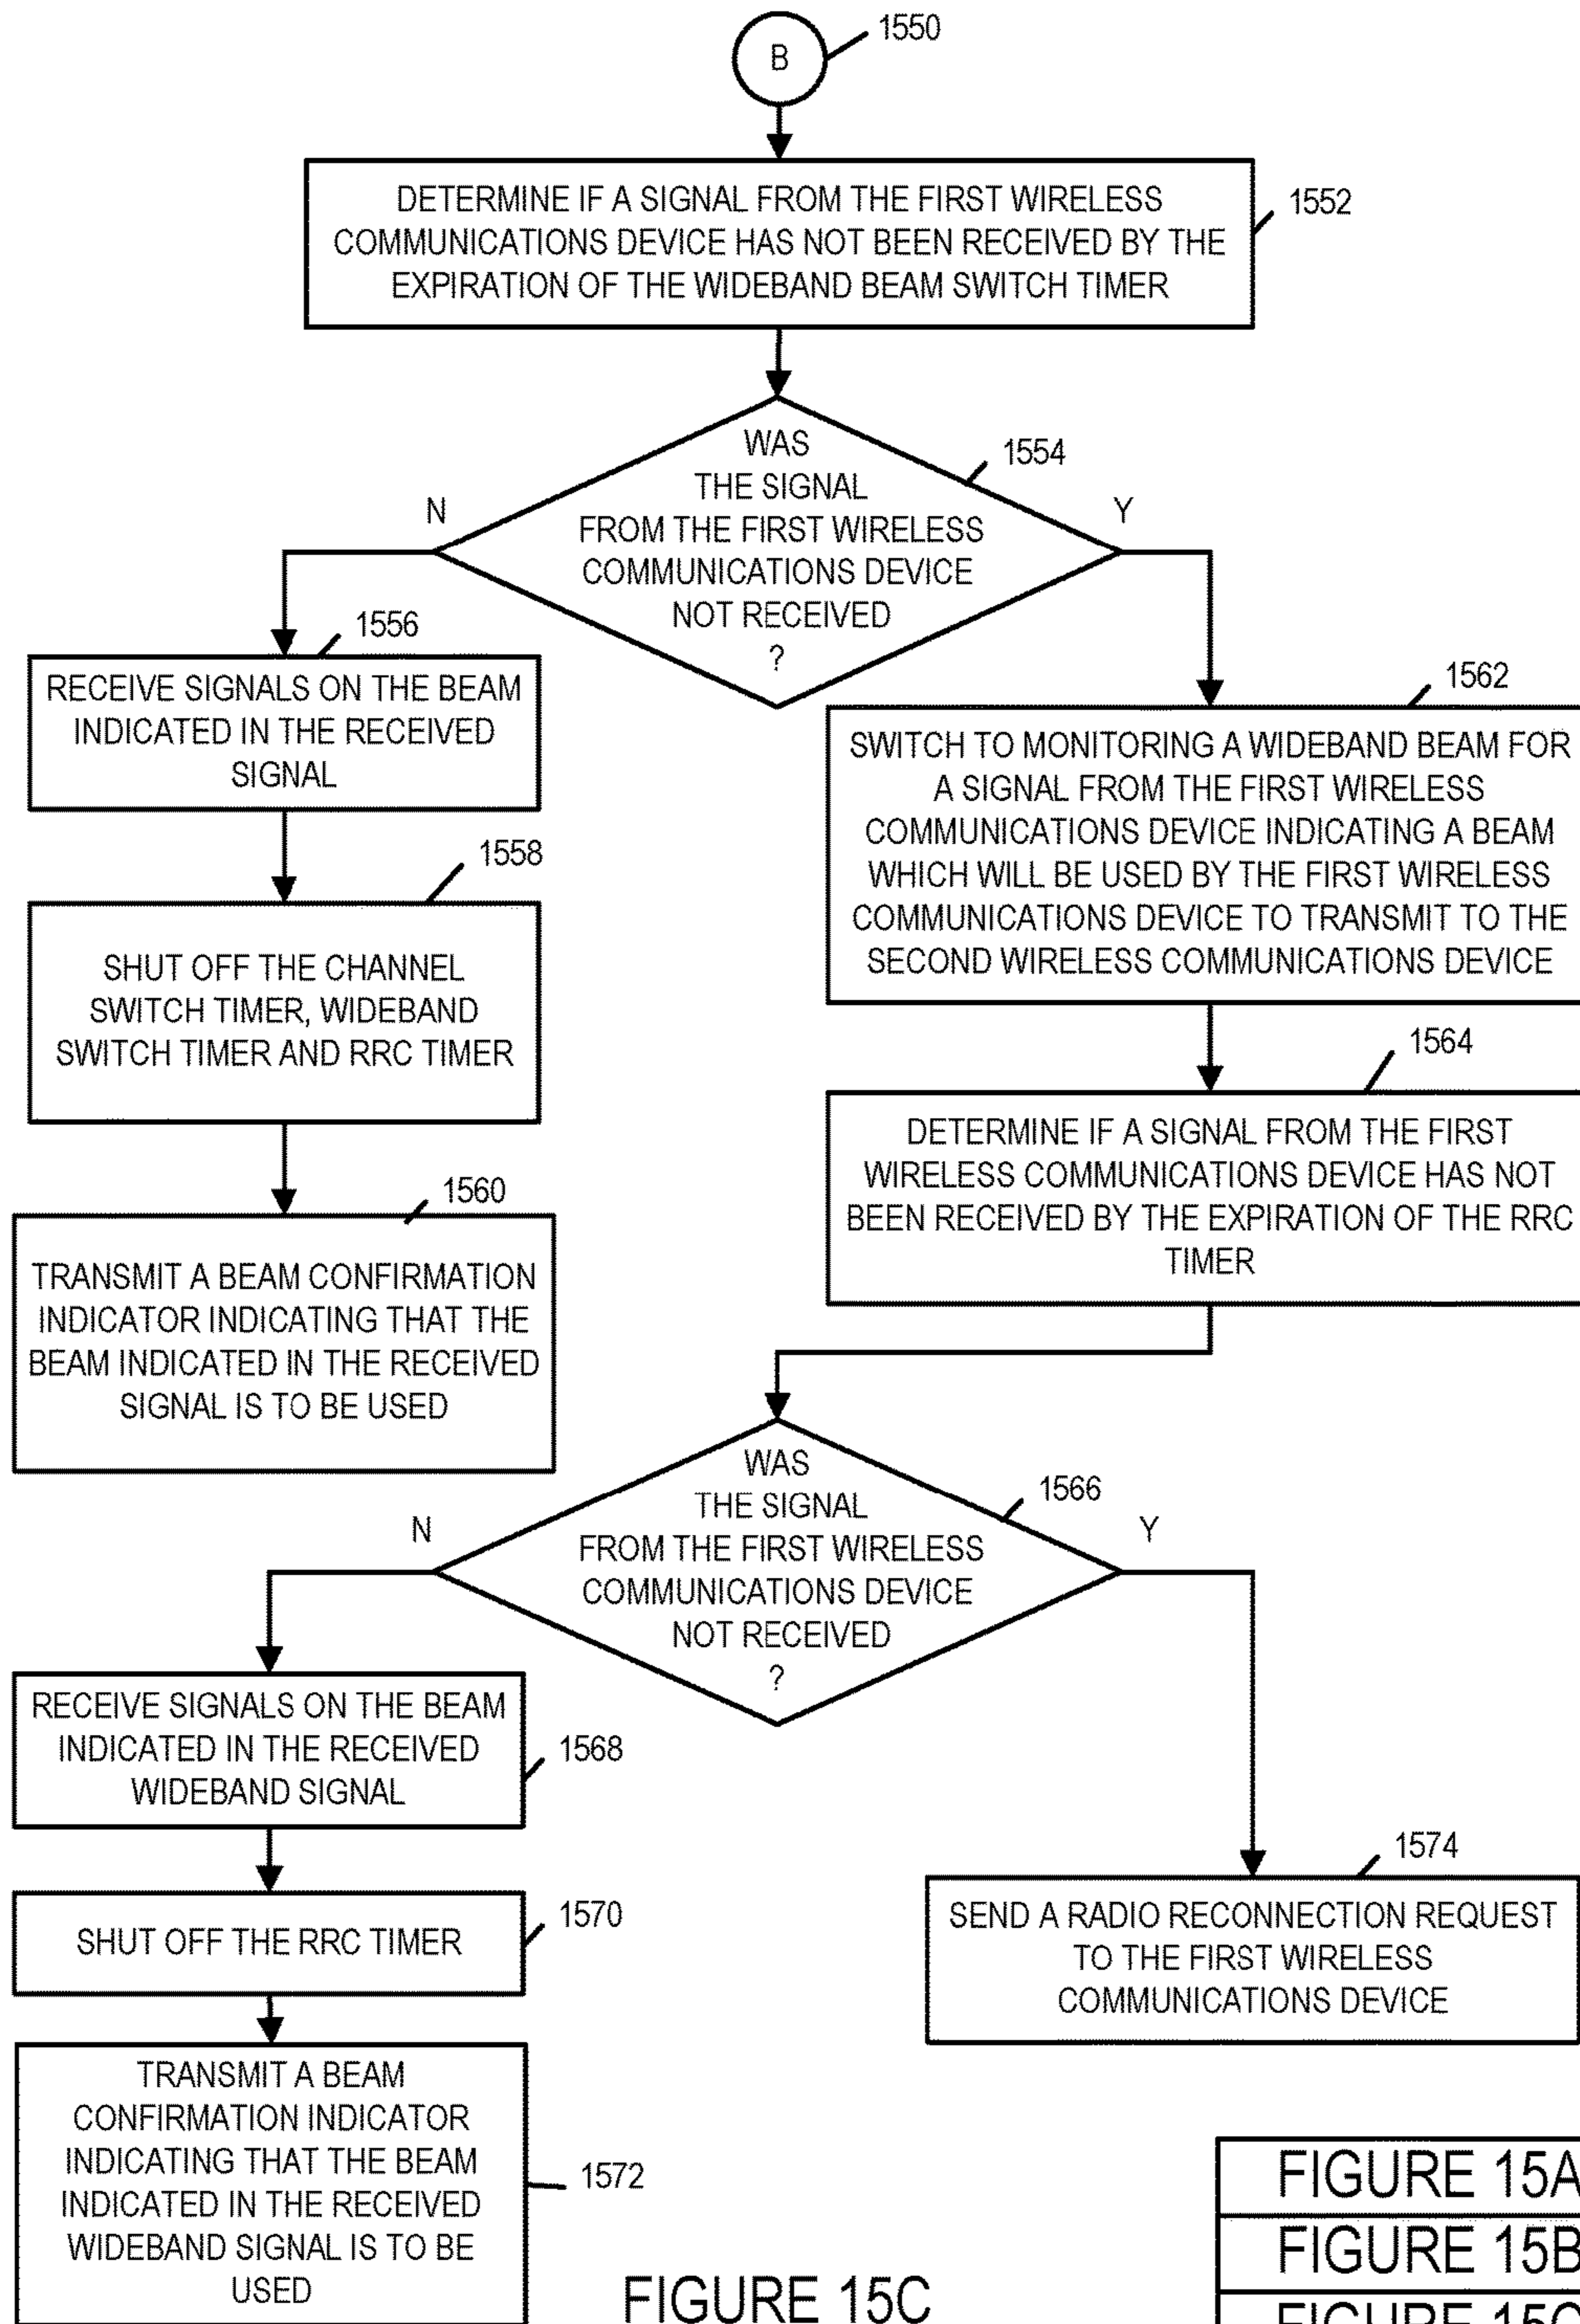 B
1550
DETERMINE IF A SIGNAL FROM THE FIRST WIRELESS
COMMUNICATIONS DEVICE HAS NOT BEEN RECEIVED BY THE
EXPIRATION OF THE WIDEBAND BEAM SWITCH TIMER
1552
WAS
THE SIGNAL
FROM THE FIRST WIRELESS
COMMUNICATIONS DEVICE
NOT RECEIVED
?
1554
N
Y
1556
RECEIVE SIGNALS ON THE BEAM
INDICATED IN THE RECEIVED
SIGNAL
1558
SHUT OFF THE CHANNEL
SWITCH TIMER, WIDEBAND
SWITCH TIMER AND RRC TIMER
1560
TRANSMIT A BEAM CONFIRMATION
INDICATOR INDICATING THAT THE
BEAM INDICATED IN THE RECEIVED
SIGNAL IS TO BE USED
1562
SWITCH TO MONITORING A WIDEBAND BEAM FOR
A SIGNAL FROM THE FIRST WIRELESS
COMMUNICATIONS DEVICE INDICATING A BEAM
WHICH WILL BE USED BY THE FIRST WIRELESS
COMMUNICATIONS DEVICE TO TRANSMIT TO THE
SECOND WIRELESS COMMUNICATIONS DEVICE
1564
DETERMINE IF A SIGNAL FROM THE FIRST
WIRELESS COMMUNICATIONS DEVICE HAS NOT
BEEN RECEIVED BY THE EXPIRATION OF THE RRC
TIMER
WAS
THE SIGNAL
FROM THE FIRST WIRELESS
COMMUNICATIONS DEVICE
NOT RECEIVED
?
1566
N
Y
RECEIVE SIGNALS ON THE BEAM
INDICATED IN THE RECEIVED
WIDEBAND SIGNAL
1568
SHUT OFF THE RRC TIMER
1570
TRANSMIT A BEAM
CONFIRMATION INDICATOR
INDICATING THAT THE BEAM
INDICATED IN THE RECEIVED
WIDEBAND SIGNAL IS TO BE
USED
1572
1574
SEND A RADIO RECONNECTION REQUEST
TO THE FIRST WIRELESS
COMMUNICATIONS DEVICE
FIGURE 15C
FIGURE 15A
FIGURE 15B
FIGURE 15C